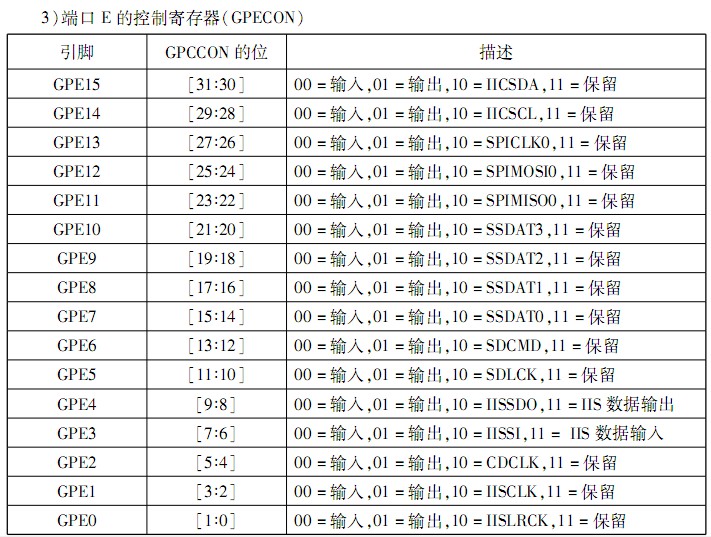 3)端口 E 的控制寄存器(GPECON)
引脚 GPCCON 的位 描述
GPE15 [31:30] 00 = 输入,01 = 输出,10 = IICSDA,11 = 保留
GPE14 [29:28] 00 = 输入,01 = 输出,10 = IICSCL,11 = 保留
GPE13 [27:26] 00 = 输入,01 = 输出,10 = SPICLK0,11 = 保留
GPE12 [25:24] 00 = 输入,01 = 输出,10 = SPIMOSI0,11 = 保留
GPE11 [23:22] 00 = 输入,01 = 输出,10 = SPIMISO0,11 = 保留
GPE10 [21:20] 00 = 输入,01 = 输出,10 = SSDAT3,11 = 保留
GPE9 [19:18] 00 = 输入,01 = 输出,10 = SSDAT2,11 = 保留
GPE8 [17:16] 00 = 输入,01 = 输出,10 = SSDAT1,11 = 保留
GPE7 [15:14] 00 = 输入,01 = 输出,10 = SSDAT0,11 = 保留
GPE6 [13:12] 00 = 输入,01 = 输出,10 = SDCMD,11 = 保留
GPE5 [11:10] 00 = 输入,01 = 输出,10 = SDLCK,11 = 保留
GPE4 [9:8] 00 = 输入,01 = 输出,10 = IISSDO,11 = IIS 数据输出
GPE3 [7:6] 00 = 输入,01 = 输出,10 = IISSI,11 = IIS 数据输入
GPE2 [5:4] 00 = 输入,01 = 输出,10 = CDCLK,11 = 保留
GPE1 [3:2] 00 = 输入,01 = 输出,10 = IISCLK,11 = 保留
GPE0 [1:0] 00 = 输入,01 = 输出,10 = IISLRCK,11 = 保留